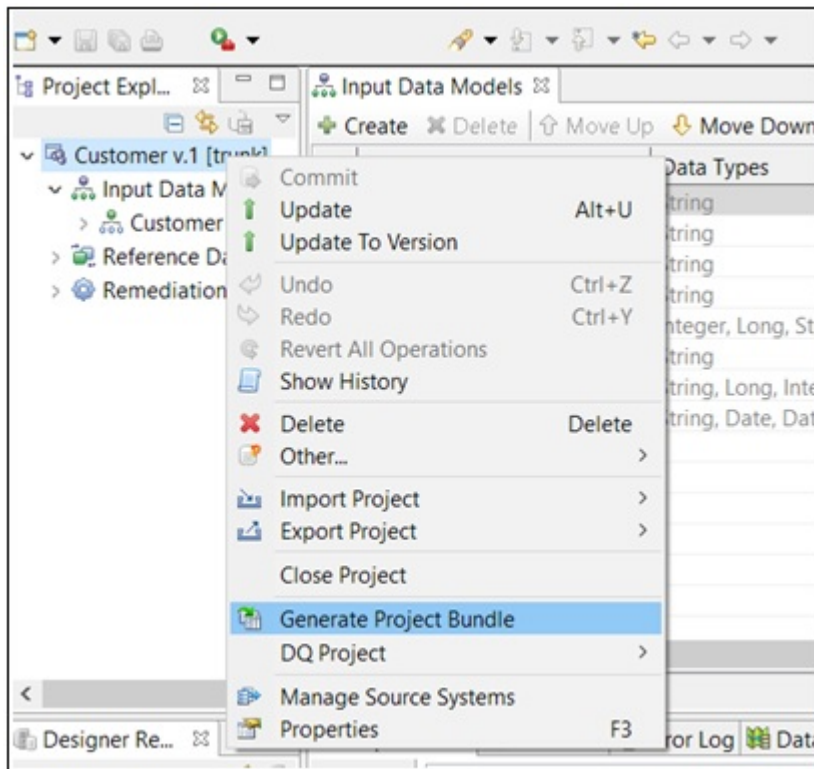 Project Expl...
Input Data Models
Create Delete Move Up Move Down
Customer v.1 [trunk]
Data Types
Input Data M
Customer
Reference Da
Remediation
Commit
Update Alt+U
Update To Version
Undo Ctrl+Z
Redo Ctrl+Y
Revert All Operations
Show History
Delete Delete
Other...
Import Project
Export Project
Close Project
Generate Project Bundle
DQ Project
Manage Source Systems
Properties F3
tring
tring
tring
tring
nteger, Long, St
tring
tring, Long, Inte
tring, Date, Dat
Designer Re...
ror Log Data